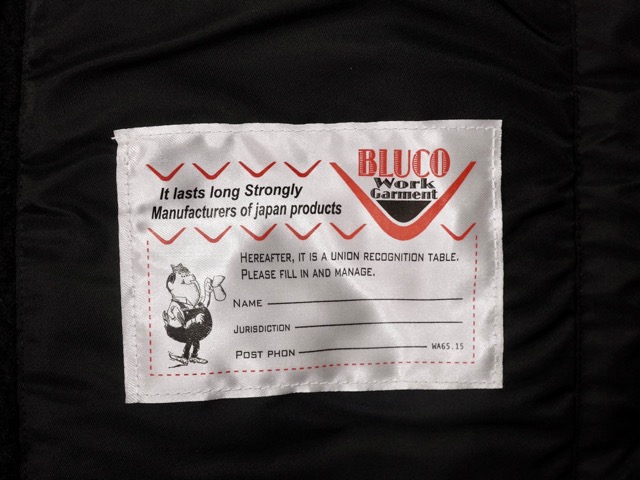 BLUCO
Work
Garment
It lasts long Strongly
Manufacturers of japan products
HEREAFTER, IT IS A UNION RECOGNITION TABLE.
PLEASE FILL IN AND MANAGE.
NAME
JURISDICTION
POST PHON
WA65.15